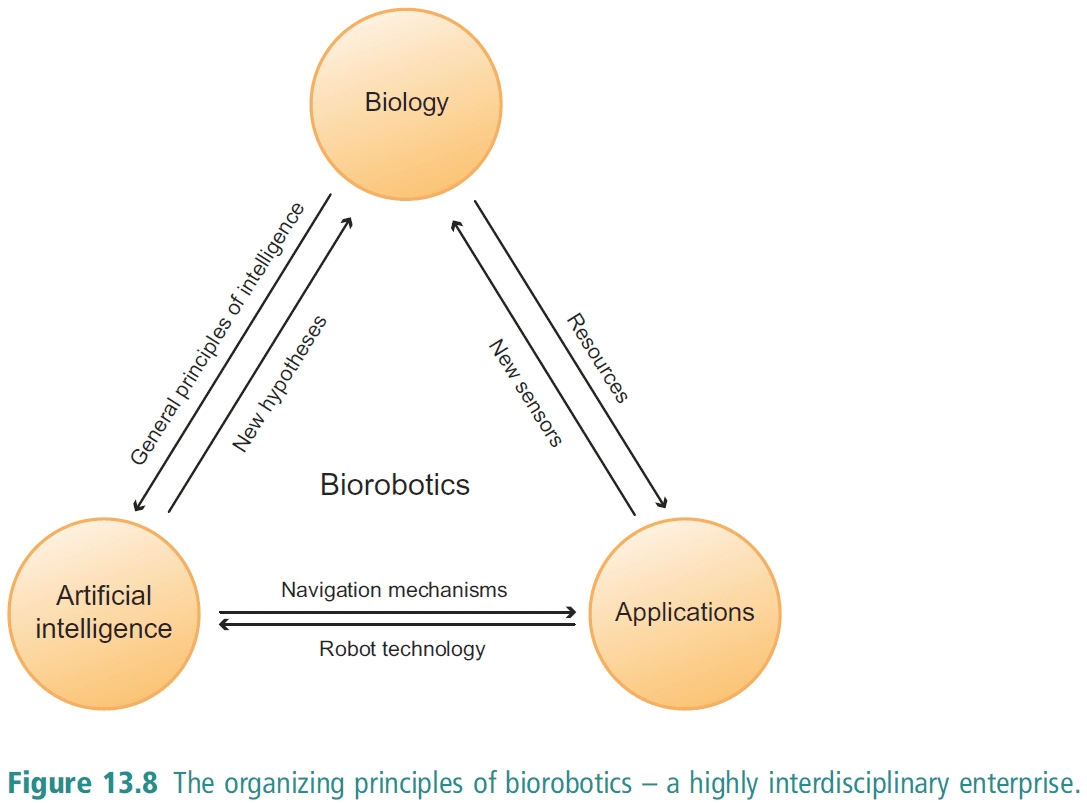 Biology
General principles of intelligence
New hypotheses
New sensors
Resources
Biorobotics
Artificial
intelligence
Navigation mechanisms
Robot technology
Applications
Figure 13.8 The organizing principles of biorobotics – a highly interdisciplinary enterprise.